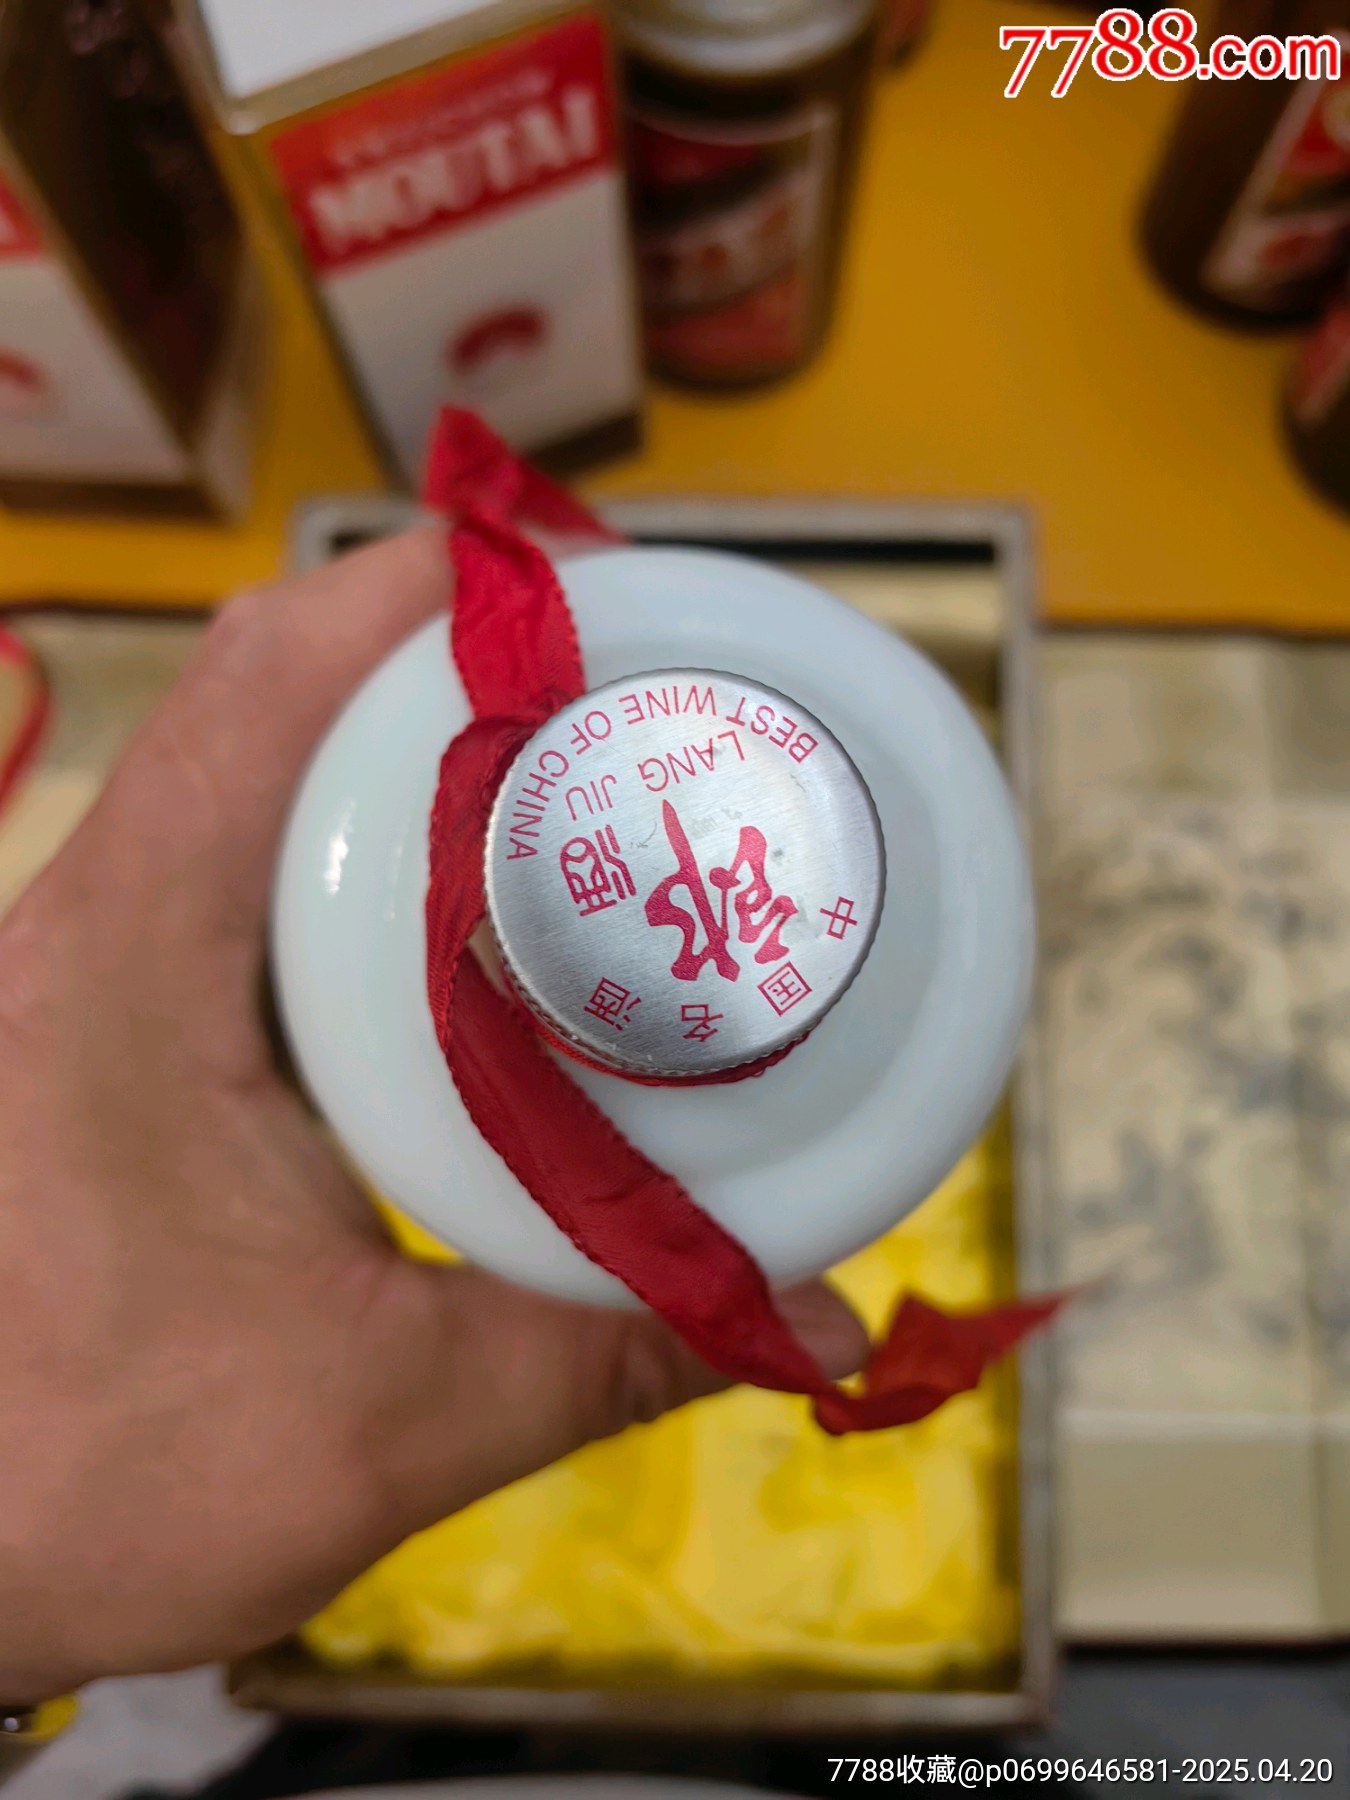 7788.com
MOUTAI
中国名酒
郎酒
LANG JIU
BEST WINE OF CHINA
7788收藏@p0699646581-2025.04.20